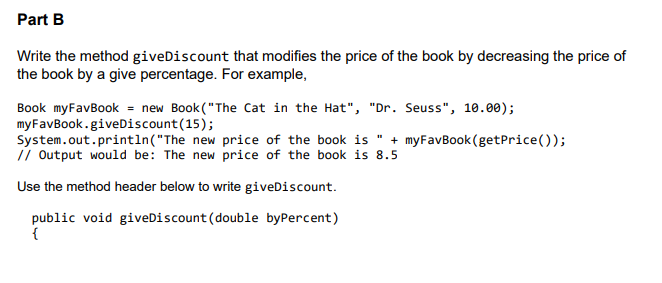 Part B
Write the method giveDiscount that modifies the price of the book by decreasing the price of
the book by a give percentage. For example,
Book myFavBook = new Book("The Cat in the Hat", "Dr. Seuss", 10.00);
myFavBook.giveDiscount(15);
System.out.println("The new price of the book is " + myFavBook(getPrice());
// Output would be: The new price of the book is 8.5
Use the method header below to write giveDiscount.
public void giveDiscount(double byPercent)
{